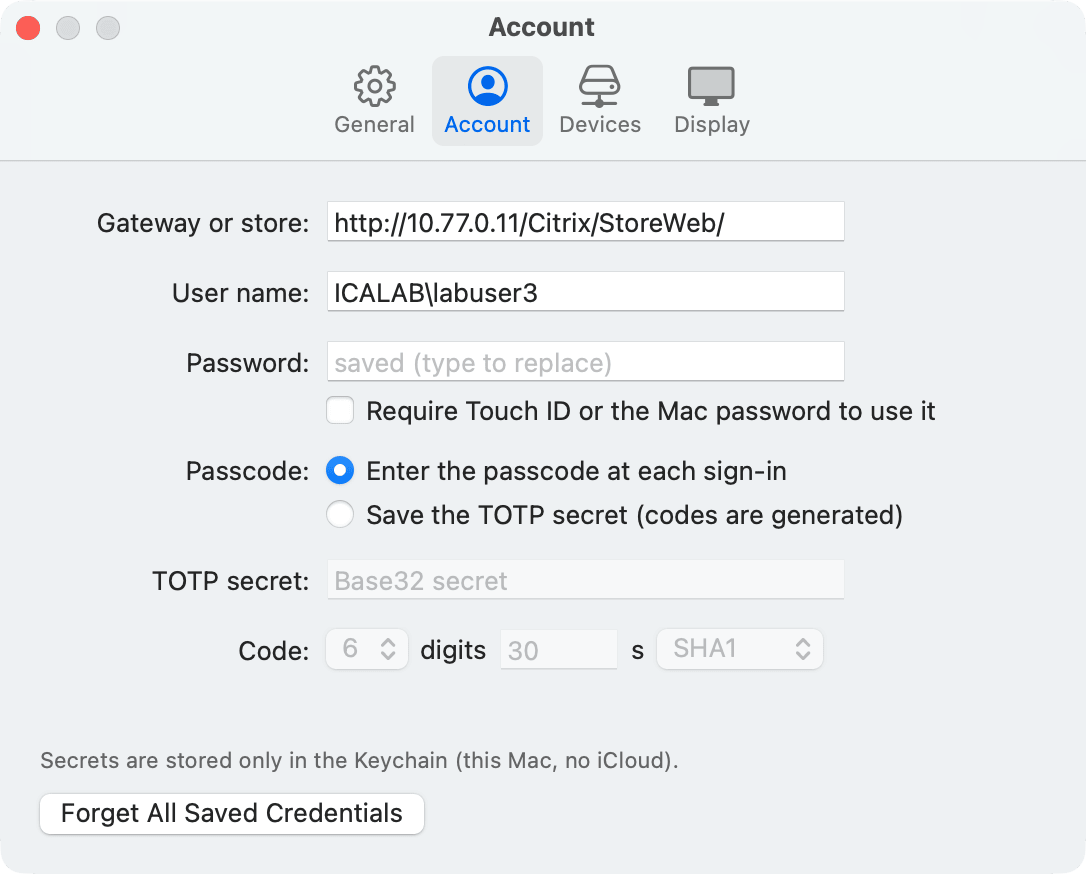 Account
General
Account
Devices
Display
Gateway or store: http://10.77.0.11/Citrix/StoreWeb/
User name: ICALAB\labuser3
Password: saved (type to replace)
Require Touch ID or the Mac password to use it
Passcode: Enter the passcode at each sign-in
Save the TOTP secret (codes are generated)
TOTP secret: Base32 secret
Code: 6 digits 30 s SHA1
Secrets are stored only in the Keychain (this Mac, no iCloud).
Forget All Saved Credentials